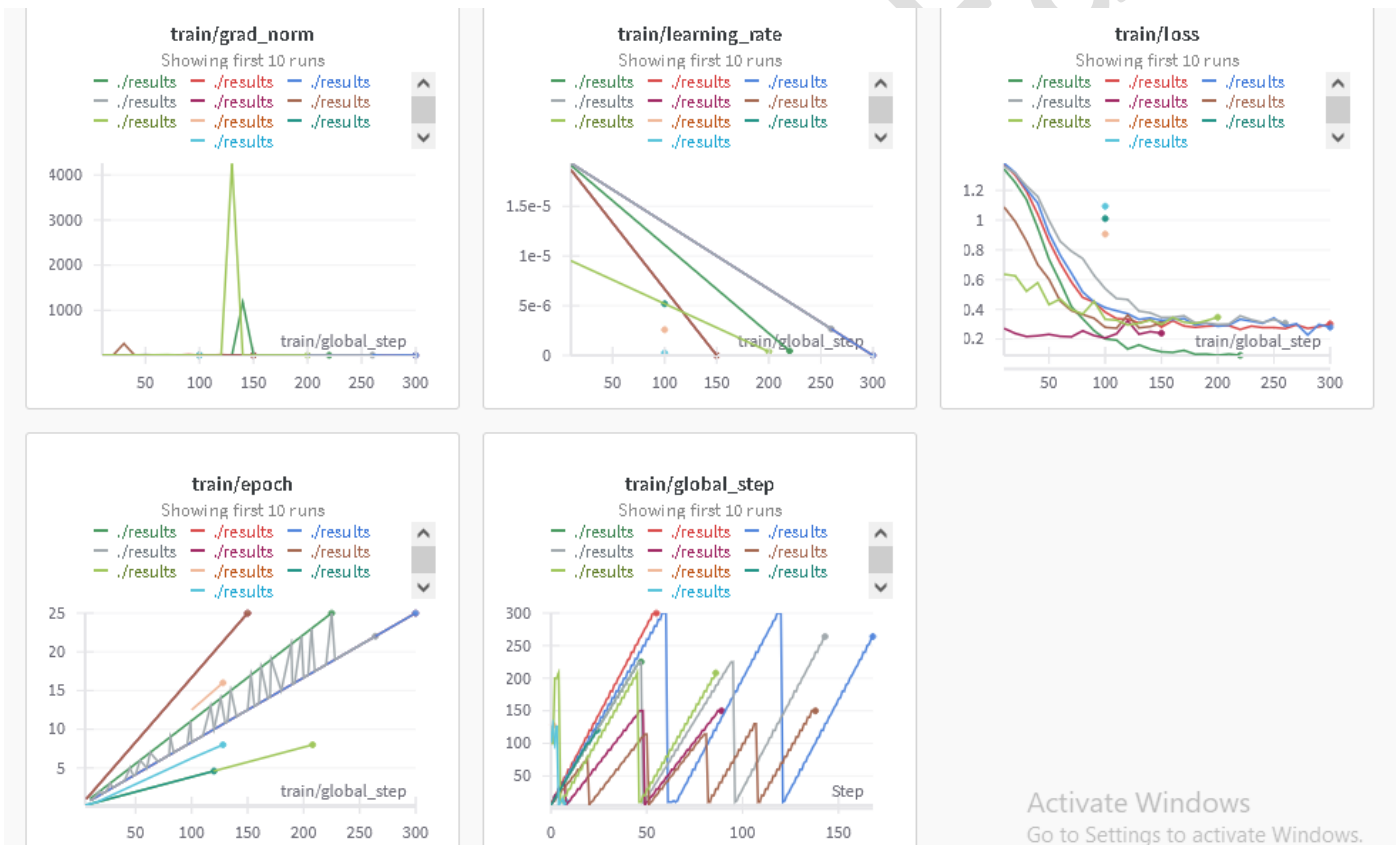 train/grad_norm
Showing first 10 runs
./results ./results ./results
./results ./results ./results
./results ./results ./results
./results
4000
3000
2000
1000
train/global_step
50 100 150 200 250 300
train/learning_rate
Showing first 10 runs
./results ./results ./results
./results ./results ./results
./results ./results ./results
./results
1.5e-5
1e-5
5e-6
0
train/global_step
50 100 150 200 250 300
train/loss
Showing first 10 runs
./results ./results ./results
./results ./results ./results
./results ./results ./results
./results
1.2
1
0.8
0.6
0.4
0.2
train/global_step
50 100 150 200 250 300
train/epoch
Showing first 10 runs
./results ./results ./results
./results ./results ./results
./results ./results ./results
./results
25
20
15
10
5
train/global_step
50 100 150 200 250 300
train/global_step
Showing first 10 runs
./results ./results ./results
./results ./results ./results
./results ./results ./results
./results
300
250
200
150
100
50
Step
0 50 100 150
Activate Windows
Go to Settings to activate Windows.